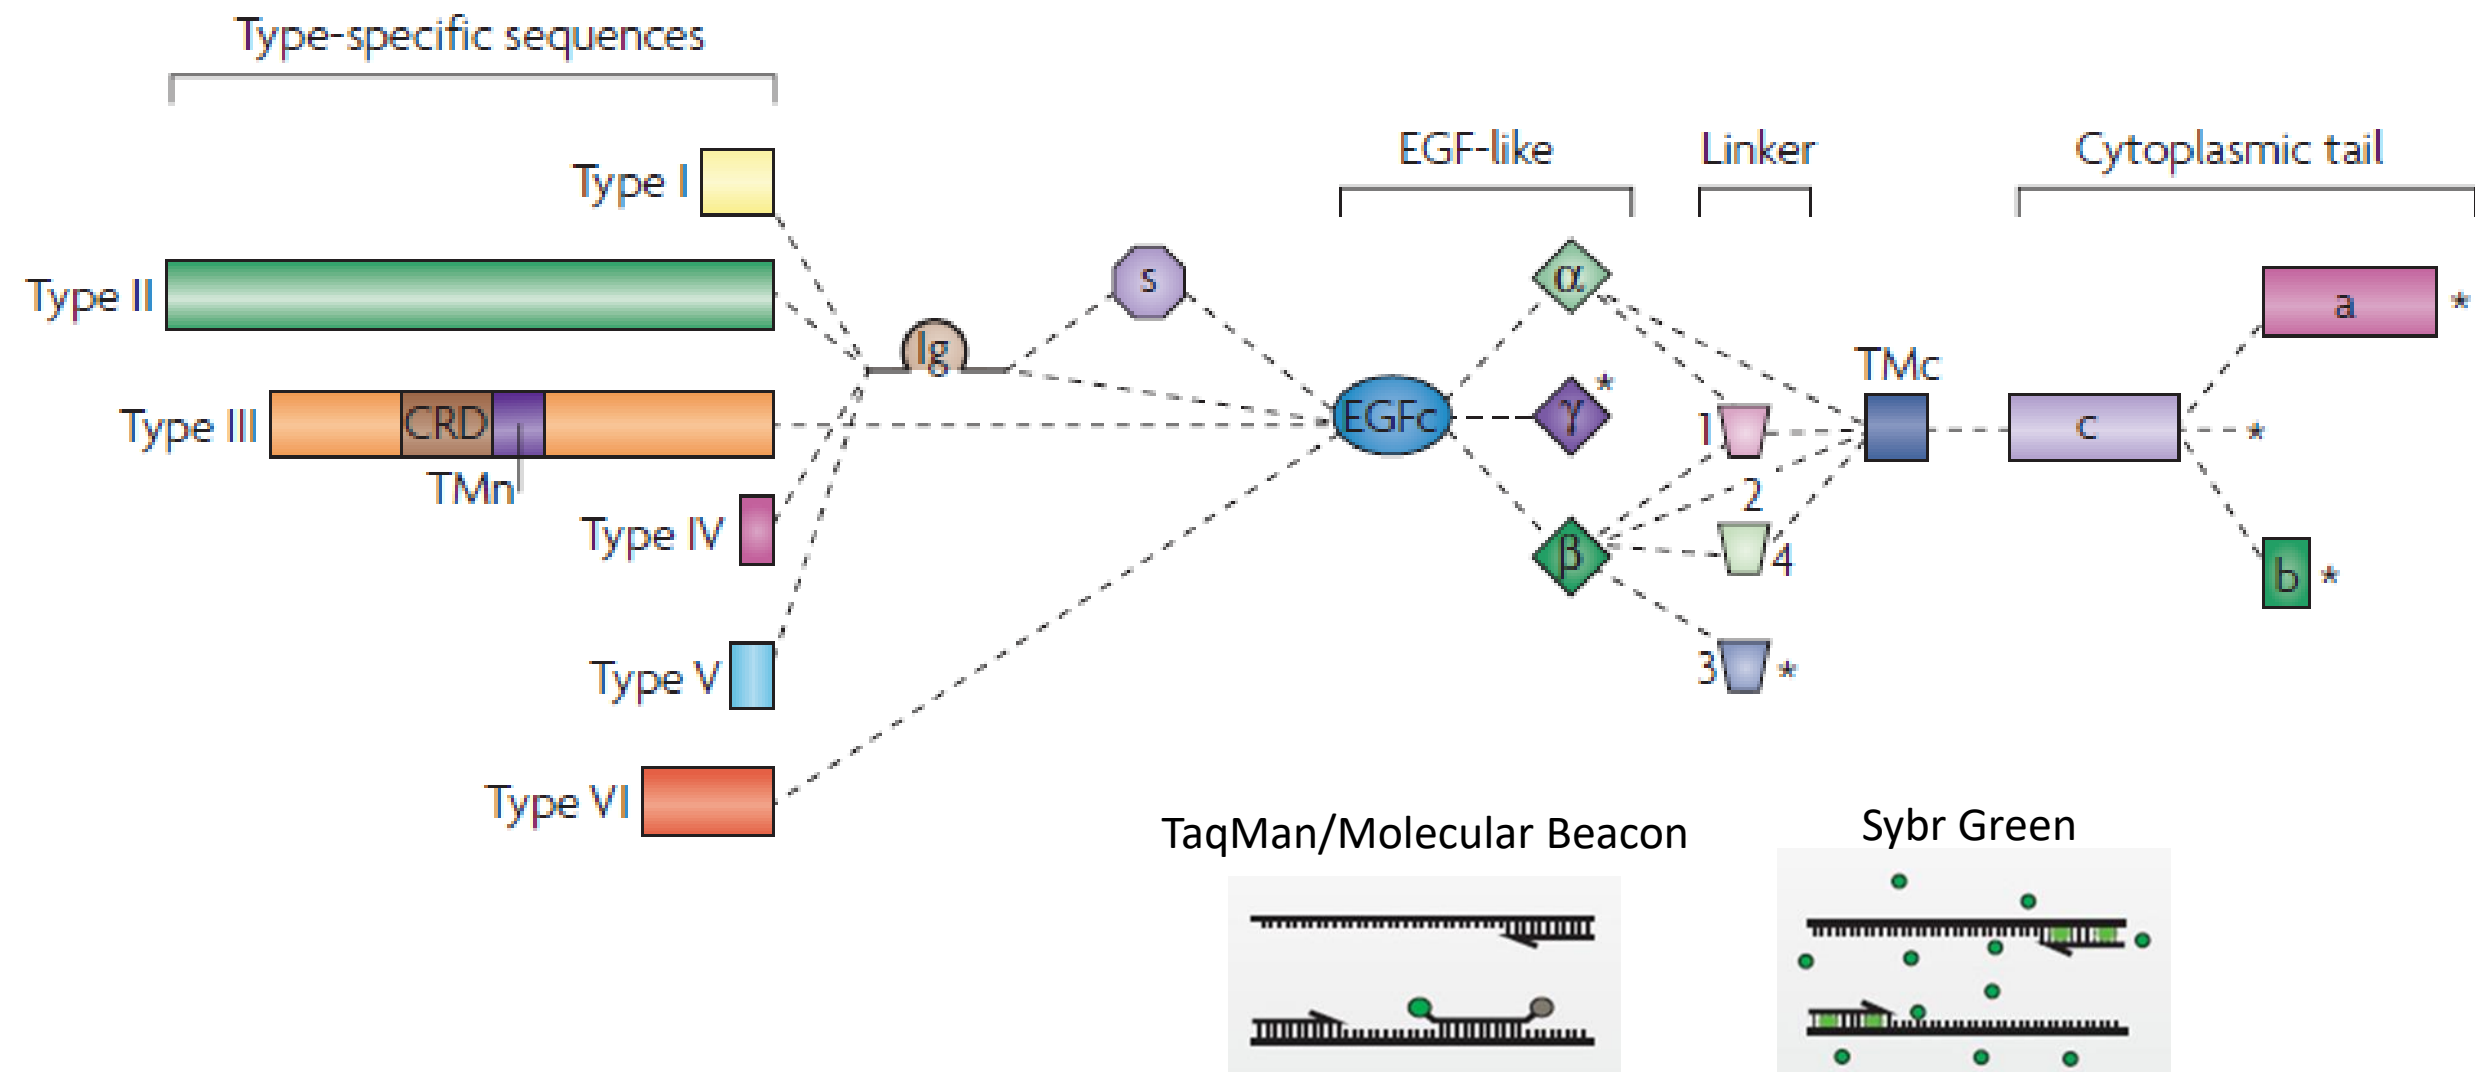 Type-specific sequences
EGF-like
Linker
Cytoplasmic tail
Type I
Type II
Type III
CRD
TMn
Type IV
Type V
Type VI
Ig
s
EGFc
α
γ *
β
1
2
4
3 *
TMc
c
a *
*
b *
TaqMan/Molecular Beacon
Sybr Green